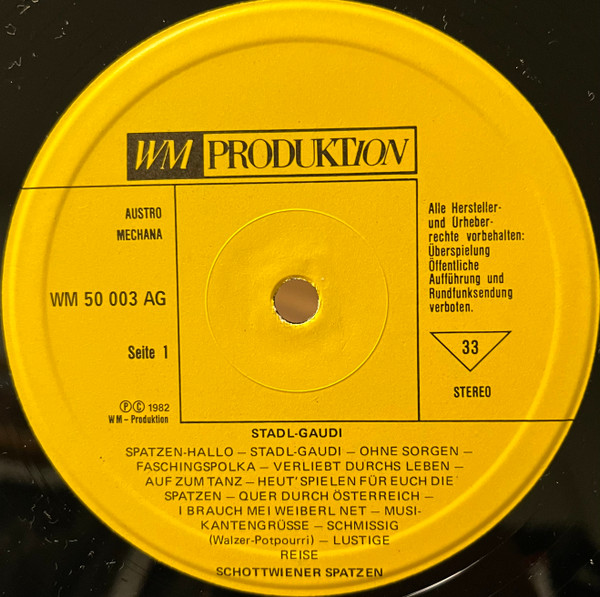 WM PRODUKTION
AUSTRO
MECHANA
WM 50 003 AG
Seite 1
ⓅⒸ 1982
WM – Produktion
Alle Hersteller-
und Ürheber-
rechte vorbehalten:
Überspielung
Öffentliche
Aufführung und
Rundfunksendung
verboten.
33
STEREO
STADL-GAUDI
SPATZEN-HALLO – STADL-GAUDI – OHNE SORGEN –
FASCHINGSPOLKA – VERLIEBT DURCHS LEBEN –
AUF ZUM TANZ – HEUT' SPIELEN FÜR EUCH DIE
SPATZEN – QUER DURCH ÖSTERREICH –
I BRAUCH MEI WEIBERL NET – MUSI-
KANTENGRÜSSE – SCHMISSIG
(Walzer-Potpourri) – LUSTIGE
REISE
SCHOTTWIENER SPATZEN